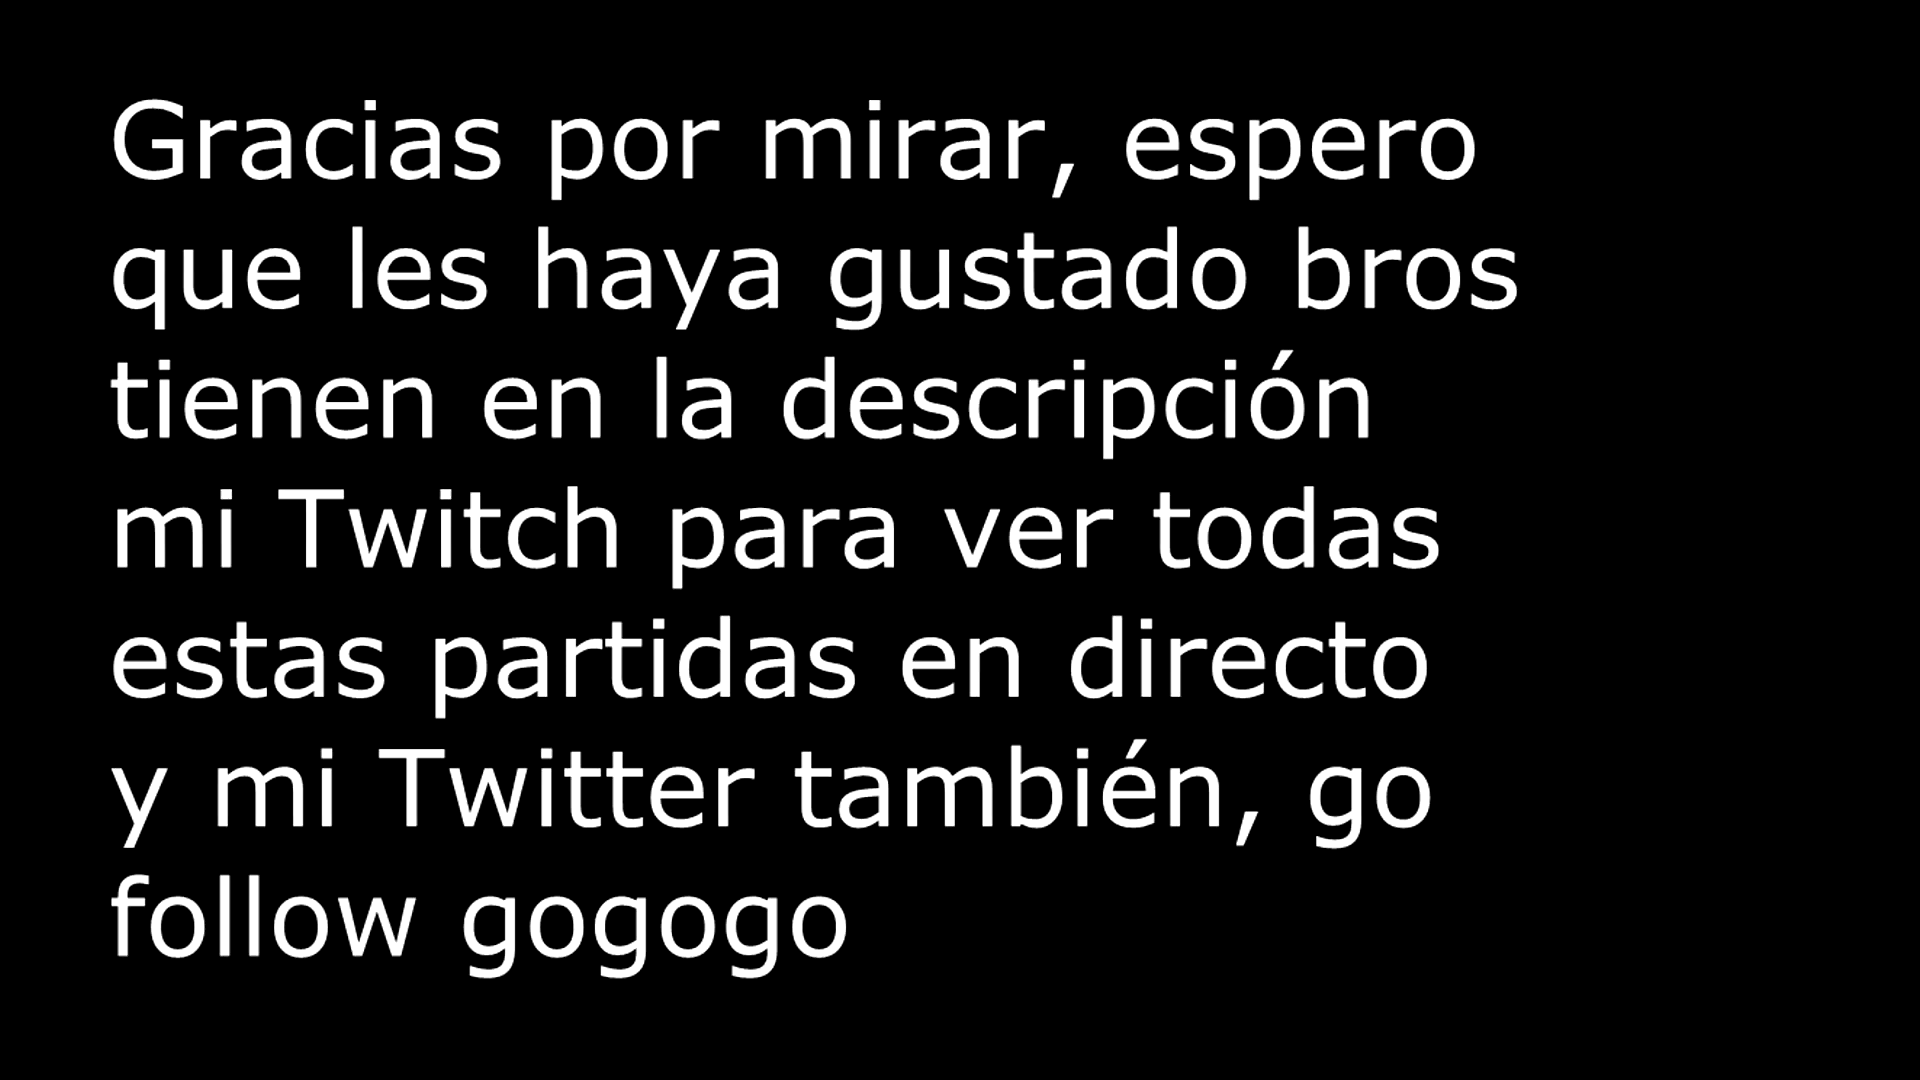 Gracias por mirar, espero
que les haya gustado bros
tienen en la descripción
mi Twitch para ver todas
estas partidas en directo
y mi Twitter también, go
follow gogogo